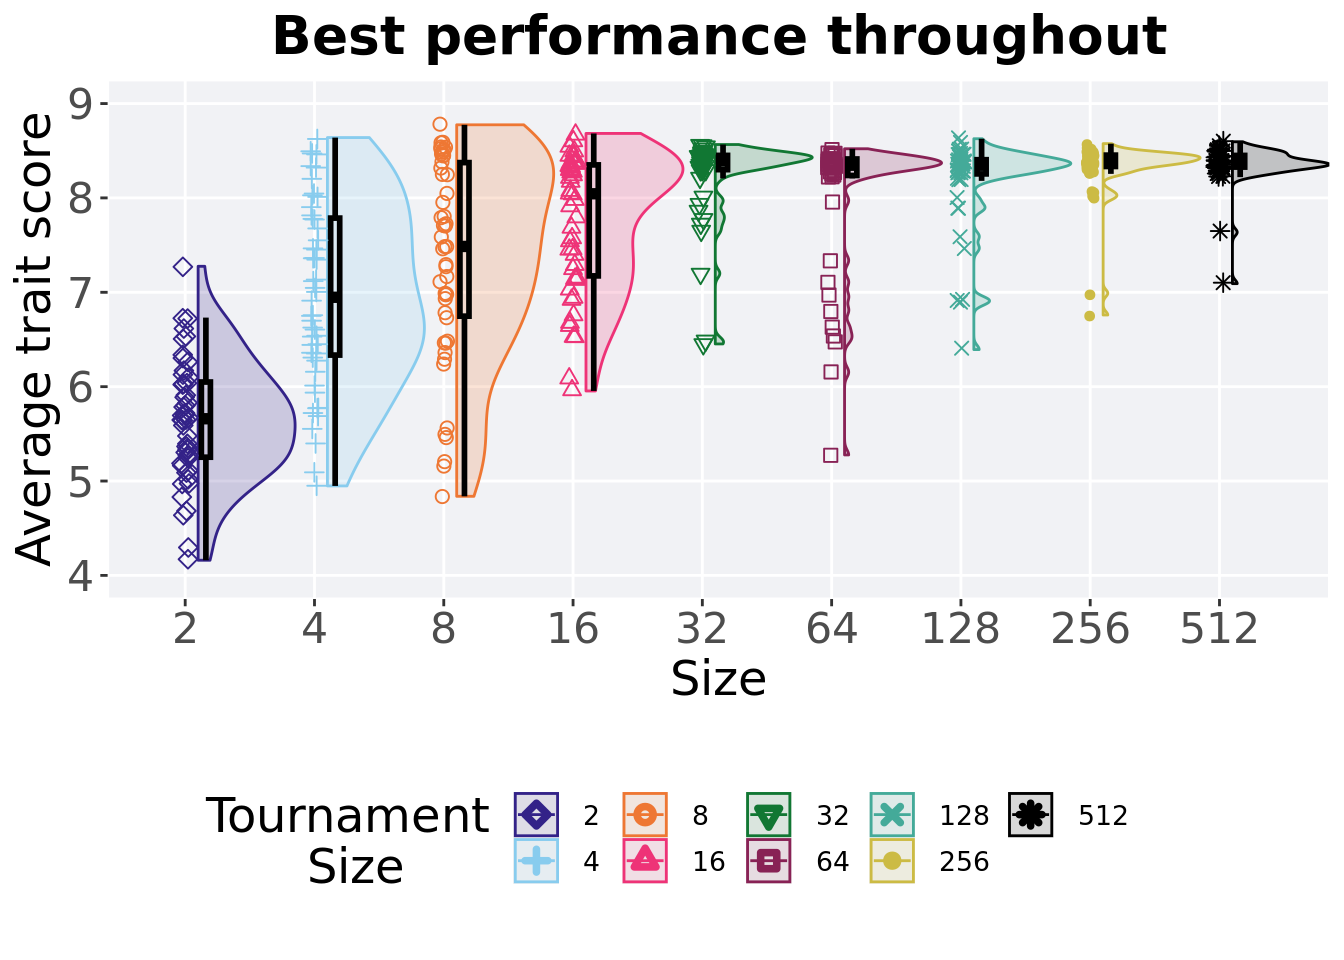 Best performance throughout
Average trait score
9
8
7
6
5
4
2 4 8 16 32 64 128 256 512
Size
Tournament
Size
2 8 32 128 512
4 16 64 256